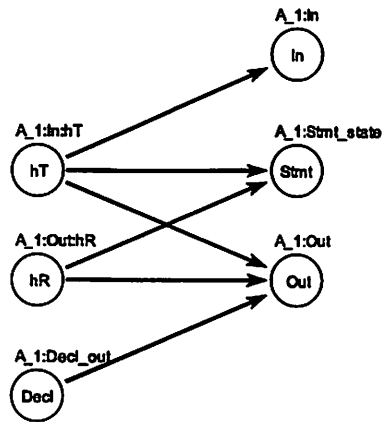 A_1:In
In
A_1:In:hT
hT
A_1:Stmt_state
Stmt
A_1:Out:hR
hR
A_1:Out
Out
A_1:Decl_out
Decl